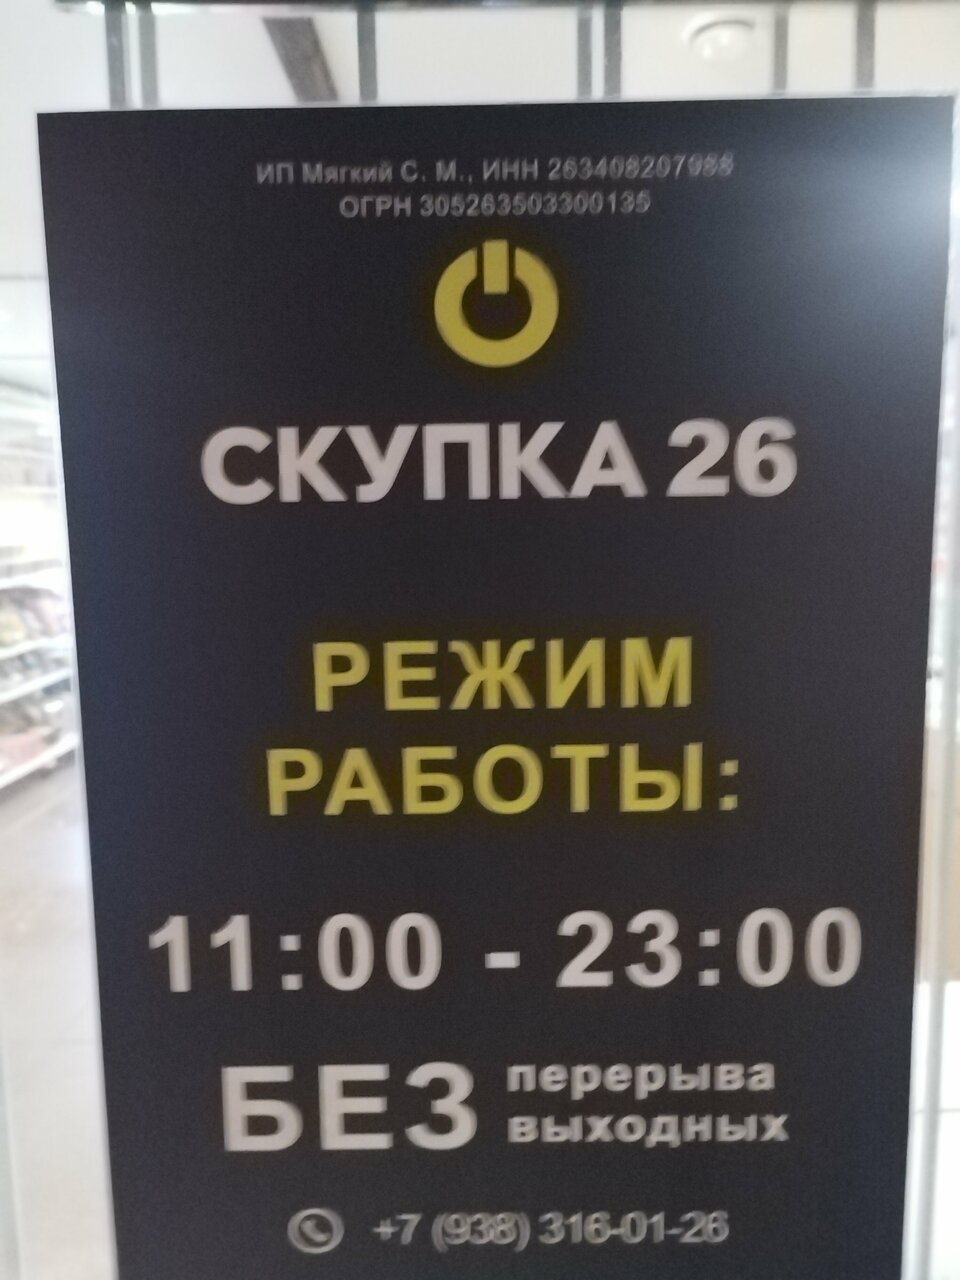 ИП Мягкий С. М., ИНН 263408207988
ОГРН 305263503300135
СКУПКА 26
РЕЖИМ
РАБОТЫ:
11:00 - 23:00
БЕЗ перерыва
выходных
+7 (938) 316-01-26